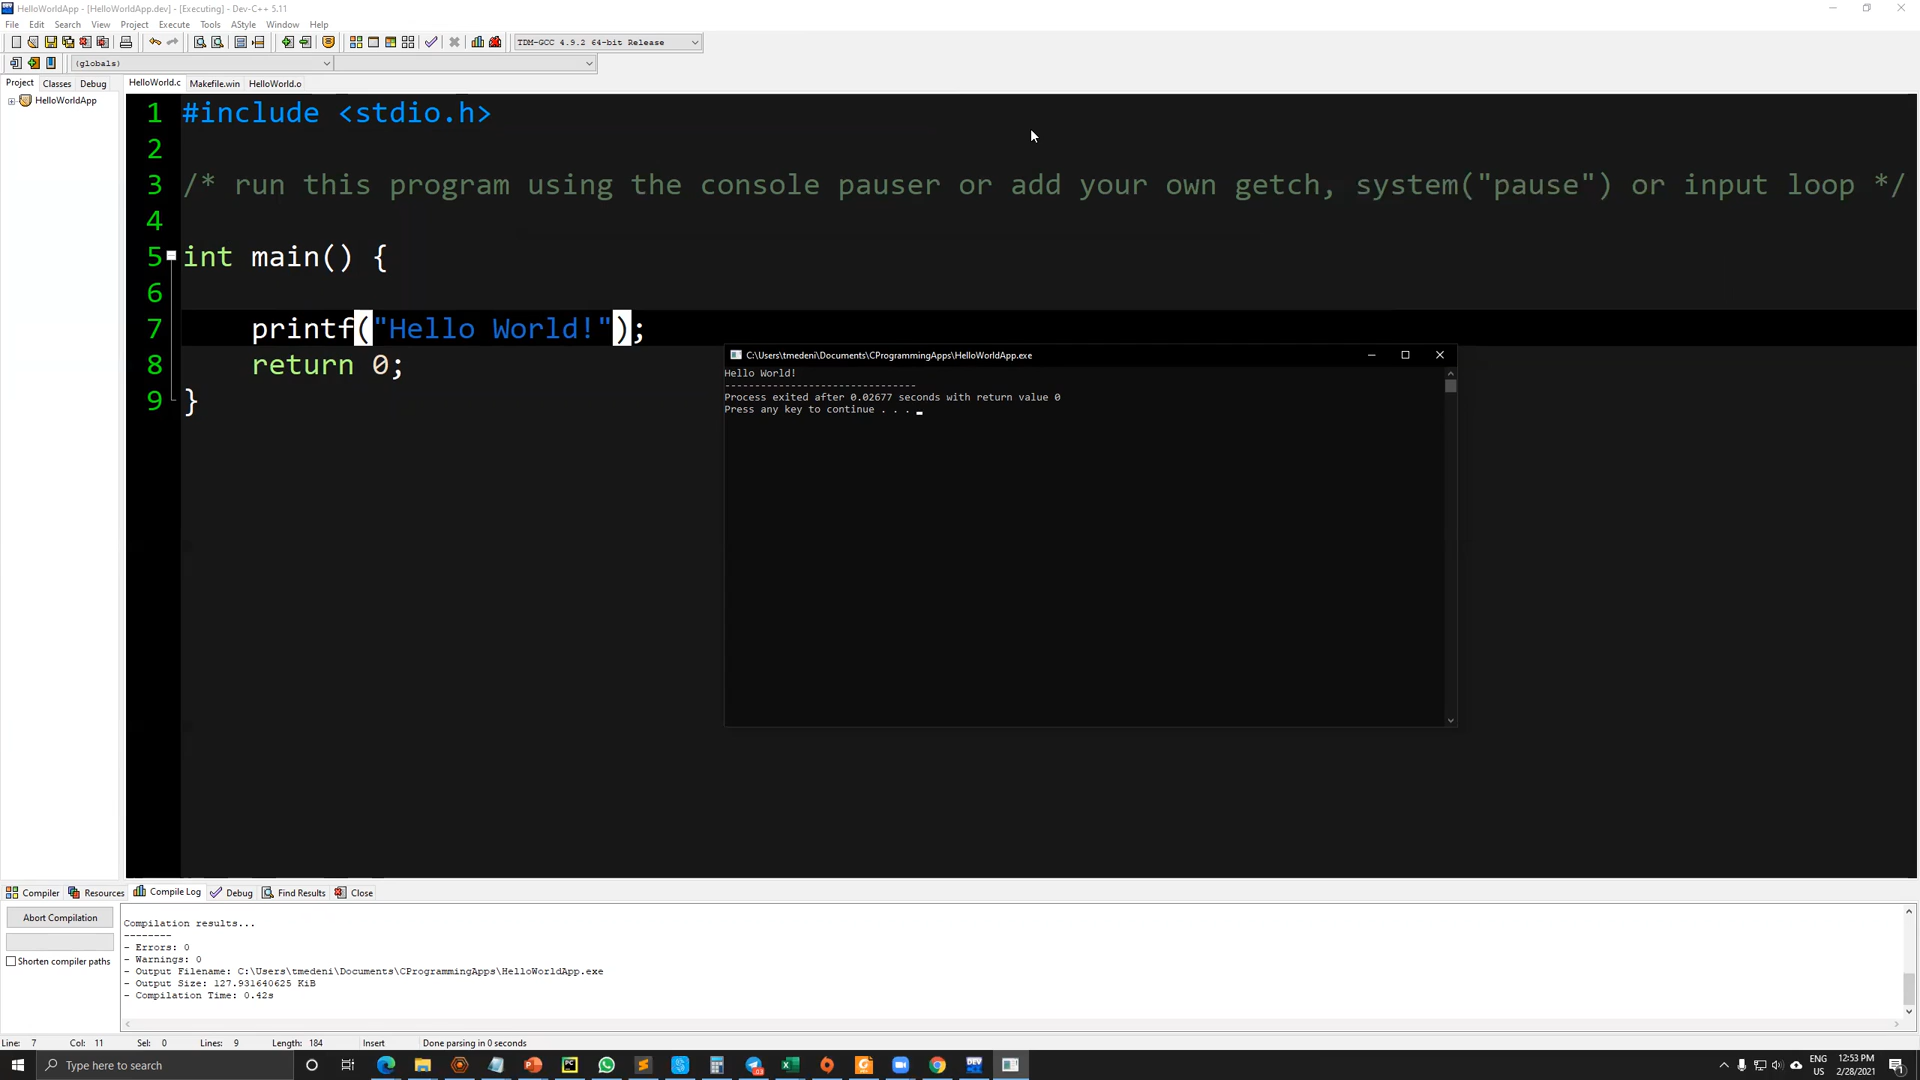 HelloWorldApp - [HelloWorldApp.dev] - [Executing] - Dev-C++ 5.11
File Edit Search View Project Execute Tools AStyle Window Help
TDM-GCC 4.9.2 64-bit Release
(globals)
Project Classes Debug HelloWorld.c Makefile.win HelloWorld.o
HelloWorldApp
1 #include <stdio.h>
2
3 /* run this program using the console pauser or add your own getch, system("pause") or input loop */
4
5 int main() {
6
7 printf("Hello World!");
8 return 0;
9 }
C:\Users\tmedeni\Documents\CProgrammingApps\HelloWorldApp.exe
Hello World!
--------------------------------
Process exited after 0.02677 seconds with return value 0
Press any key to continue . . .
Compiler Resources Compile Log Debug Find Results Close
Abort Compilation
Shorten compiler paths
Compilation results...
--------
- Errors: 0
- Warnings: 0
- Output Filename: C:\Users\tmedeni\Documents\CProgrammingApps\HelloWorldApp.exe
- Output Size: 127.931640625 KiB
- Compilation Time: 0.42s
Line: 7 Col: 11 Sel: 0 Lines: 9 Length: 184 Insert Done parsing in 0 seconds
Type here to search
ENG
US
12:53 PM
2/28/2021